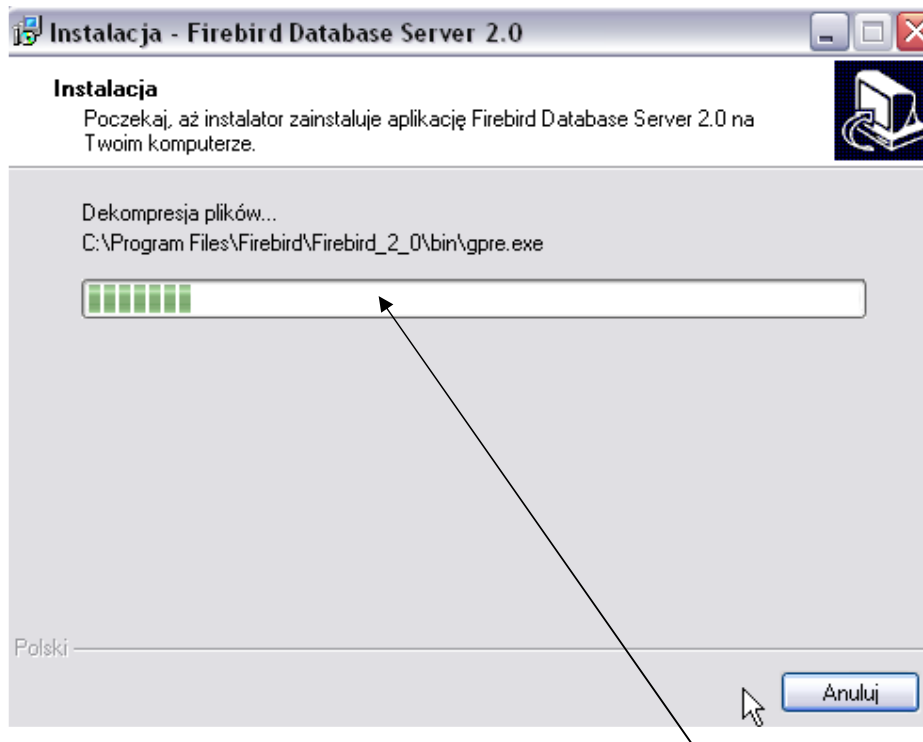 Instalacja - Firebird Database Server 2.0
Instalacja
Poczekaj, aż instalator zainstaluje aplikację Firebird Database Server 2.0 na
Twoim komputerze.
Dekompresja plików...
C:\Program Files\Firebird\Firebird_2_0\bin\gpre.exe
Polski
Anuluj